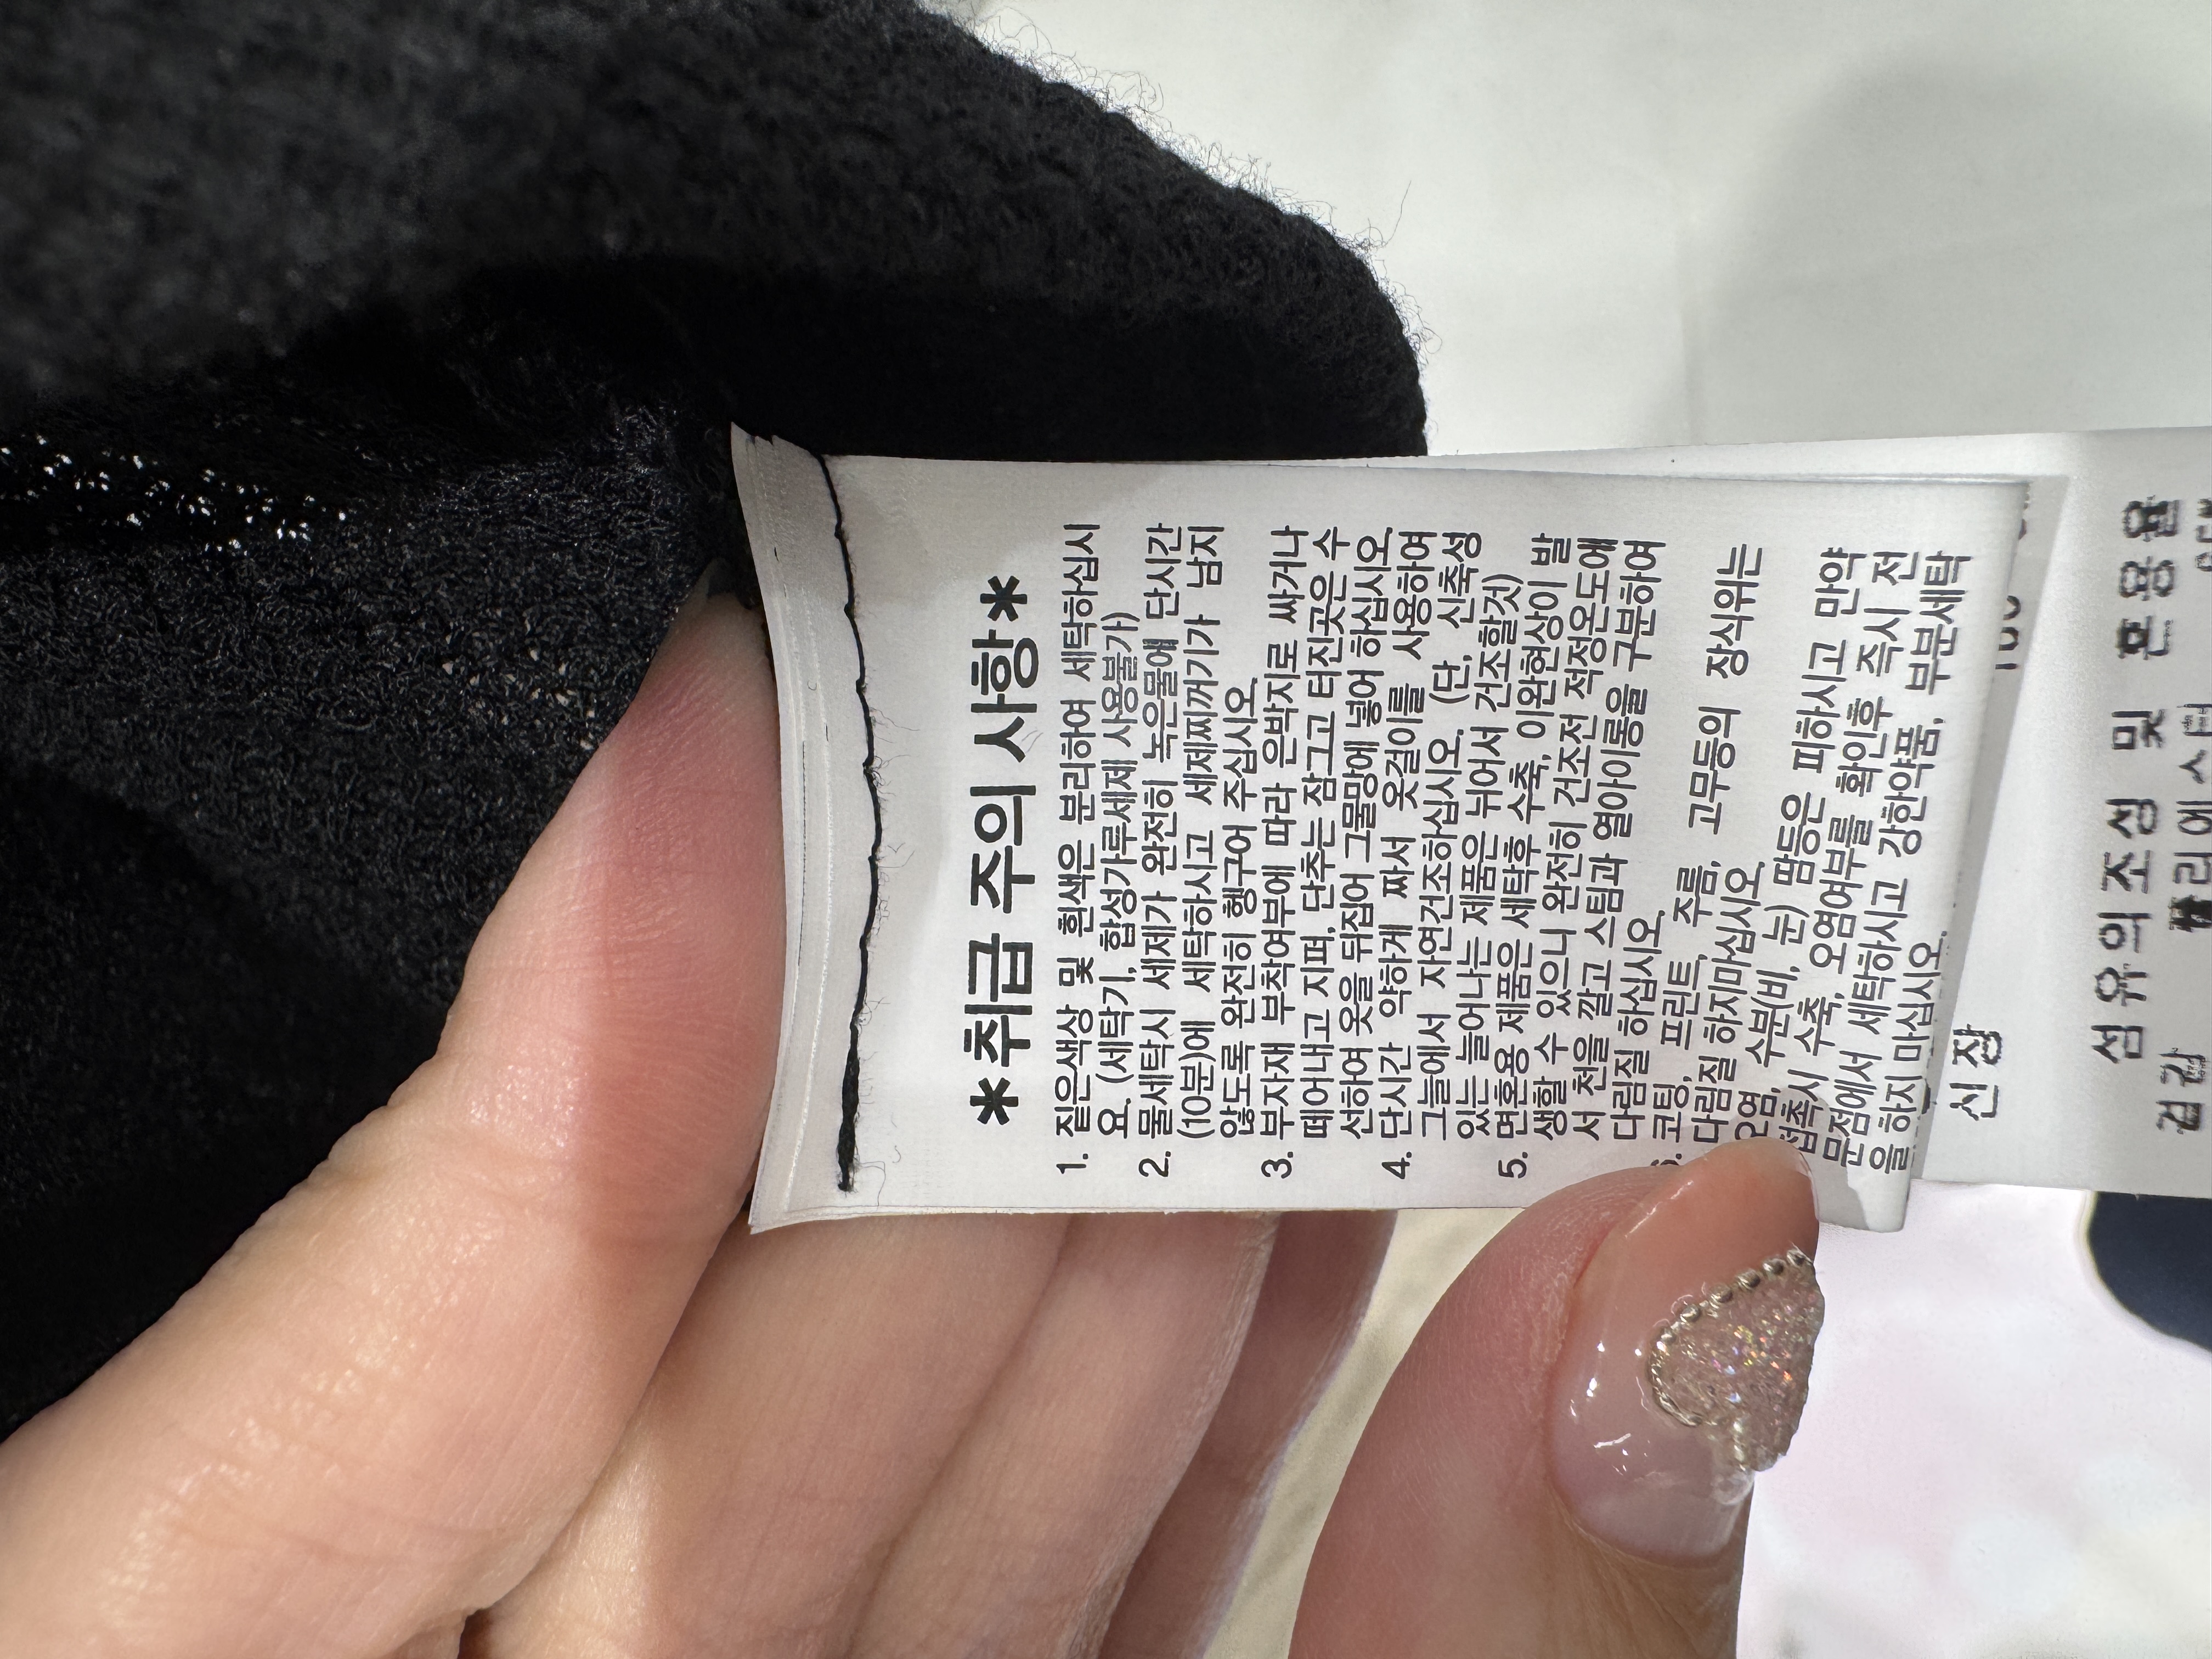 *취급 주의 사항*
1. 짙은색상 및 흰색은 분리하여 세탁하십시
요. (세탁기, 합성가루세제 사용불가)
2. 물세탁시 세제가 완전히 녹은물에 단시간
(10분)에 세탁하시고 세제찌꺼기가 남지
않도록 완전히 헹구어 주십시오.
3. 부자재 부착여부에 따라 은박지로 싸거나
떼어내고 지퍼, 단추는 잠그고 터진곳은 수
선하여 옷을 뒤집어 그물망에 넣어 하십시오
4. 단시간 약하게 짜서 옷걸이를 사용하여
그늘에서 자연건조하십시오. (단, 신축성
있는 늘어나는 제품은 뉘어서 건조할것)
5. 면혼용 제품은 세탁후 수축, 이완현상이 발
생할 수 있으니 완전히 건조전 적정온도에
서 천을 깔고 스팀과 열아이롱을 구분하여
다림질 하십시오.
6. 코팅, 프린트, 주름, 고무등의 장식위는
다림질 하지마십시오.
오염, 수분(비, 눈) 땀등은 피하시고 만약
접촉시 수축, 오염여부를 확인후 즉시 전
문점에서 세탁하시고 강한약품, 부분세탁
을 하지 마십시오.
신장
섬유의조성 및 혼용율
겉감